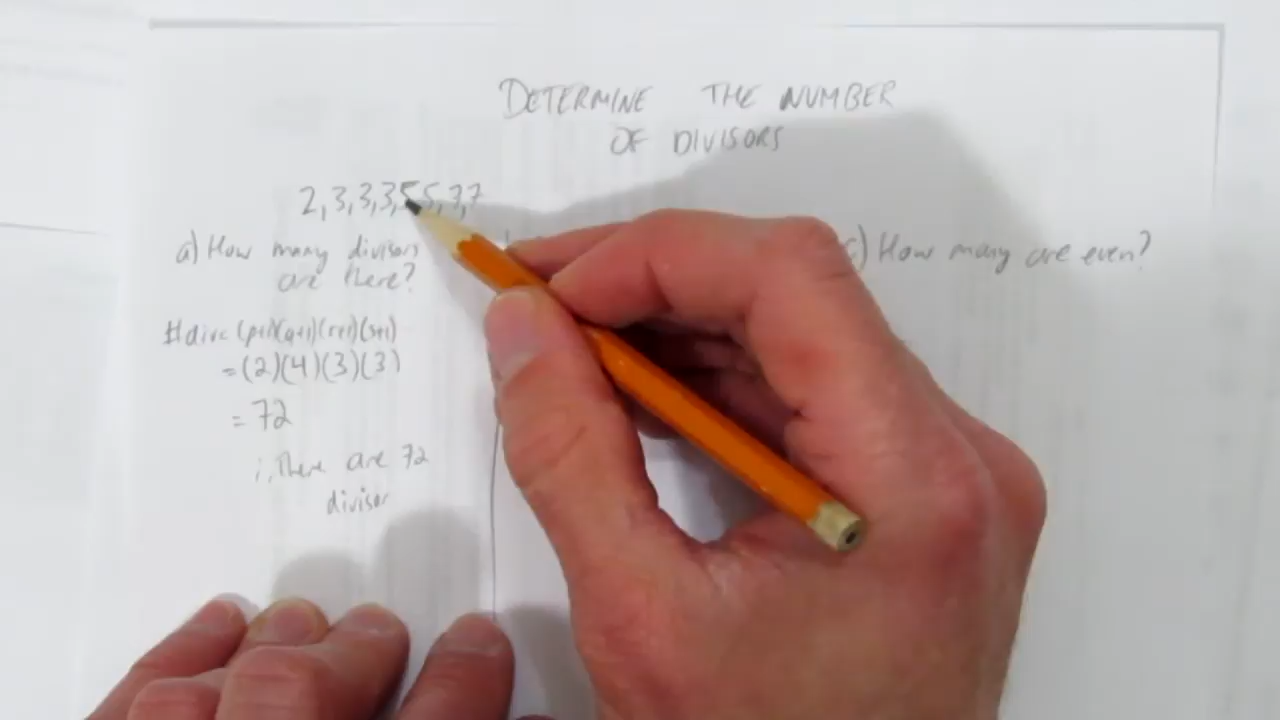 DETERMINE THE NUMBER
OF DIVISORS
2,3,3,3,5,5,7,7
a) How many divisors
are there?
#div=(p+1)(q+1)(r+1)(s+1)
=(2)(4)(3)(3)
= 72
∴ There are 72
divisor
c) How many are even?